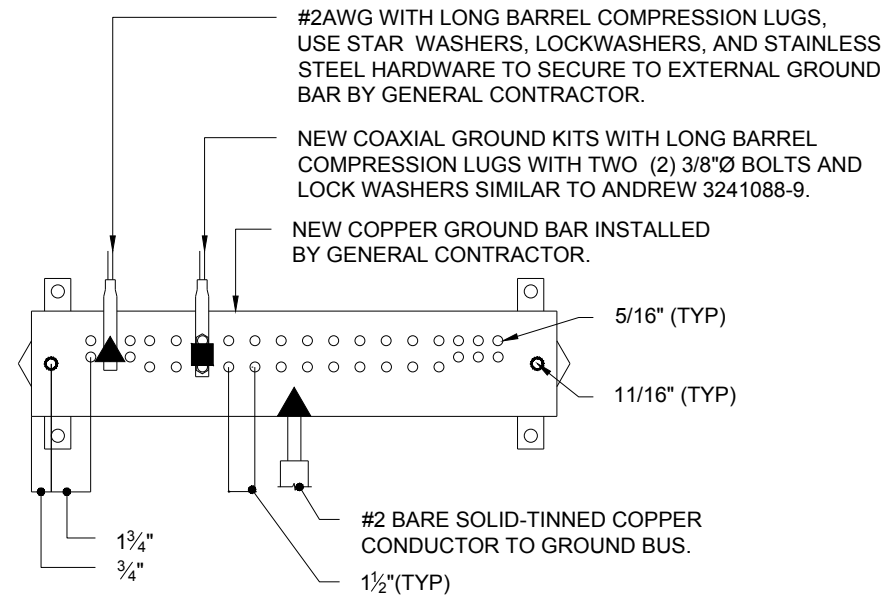 #2AWG WITH LONG BARREL COMPRESSION LUGS,
USE STAR WASHERS, LOCKWASHERS, AND STAINLESS
STEEL HARDWARE TO SECURE TO EXTERNAL GROUND
BAR BY GENERAL CONTRACTOR.
NEW COAXIAL GROUND KITS WITH LONG BARREL
COMPRESSION LUGS WITH TWO (2) 3/8"Ø BOLTS AND
LOCK WASHERS SIMILAR TO ANDREW 3241088-9.
NEW COPPER GROUND BAR INSTALLED
BY GENERAL CONTRACTOR.
5/16" (TYP)
11/16" (TYP)
#2 BARE SOLID-TINNED COPPER
CONDUCTOR TO GROUND BUS.
1¾"
¾"
1½"(TYP)